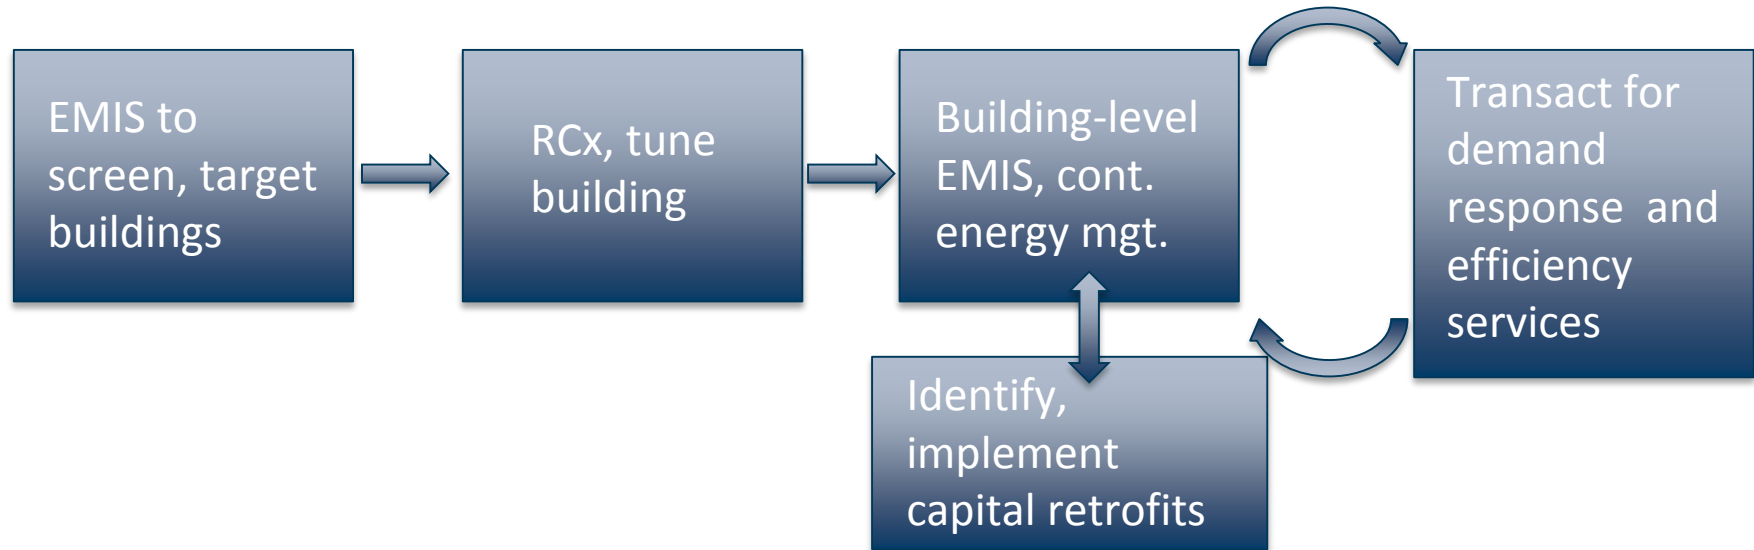 EMIS to
screen, target
buildings
RCx, tune
building
Building-level
EMIS, cont.
energy mgt.
Transact for
demand
response and
efficiency
services
Identify,
implement
capital retrofits